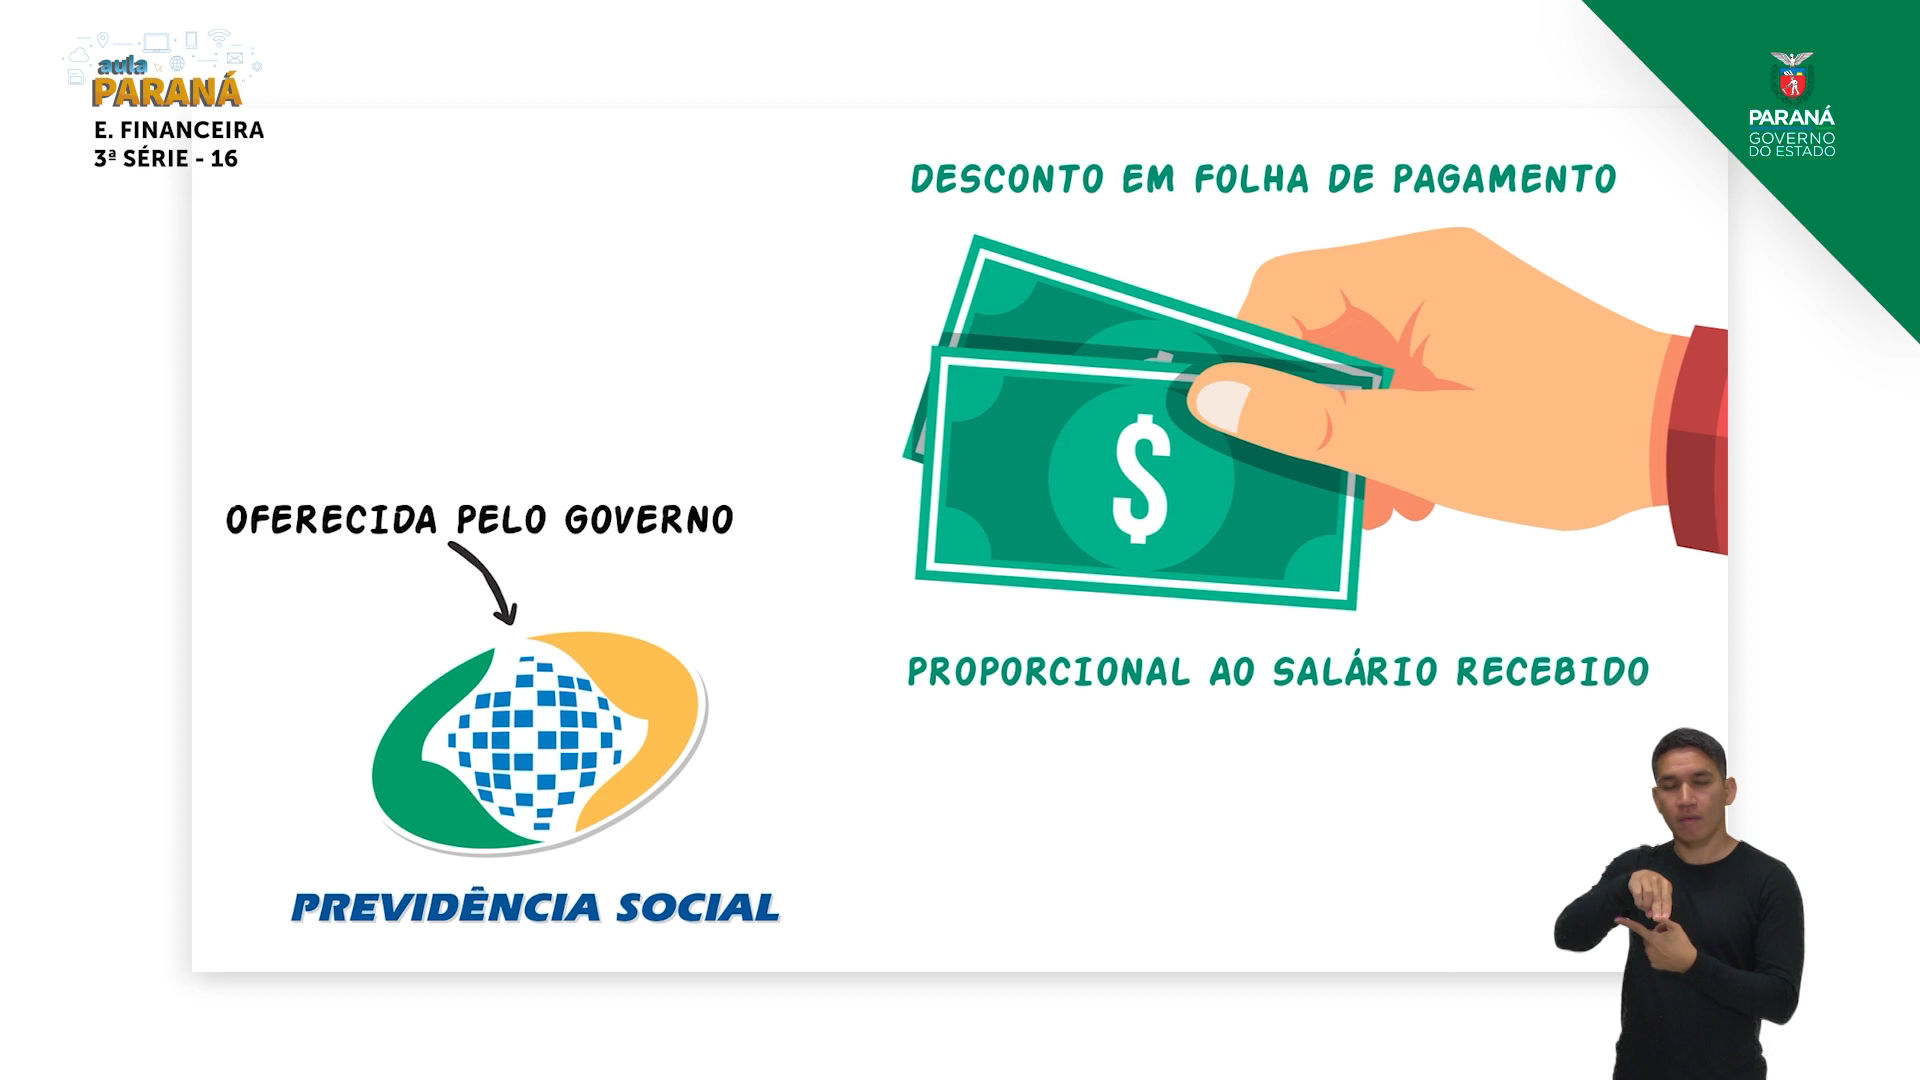 aula
PARANÁ
E. FINANCEIRA
3ª SÉRIE - 16
PARANÁ
GOVERNO
DO ESTADO
DESCONTO EM FOLHA DE PAGAMENTO
$
$
OFERECIDA PELO GOVERNO
PROPORCIONAL AO SALÁRIO RECEBIDO
PREVIDÊNCIA SOCIAL